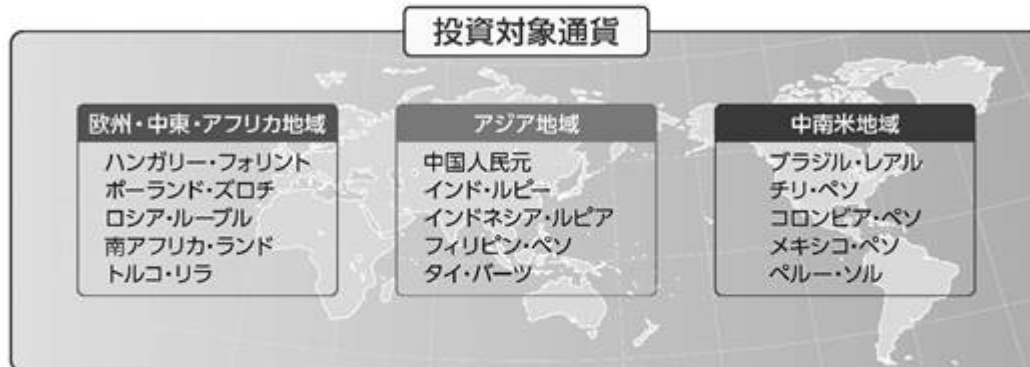 投資対象通貨
欧州・中東・アフリカ地域
ハンガリー・フォリント
ポーランド・ズロチ
ロシア・ルーブル
南アフリカ・ランド
トルコ・リラ
アジア地域
中国人民元
インド・ルピー
インドネシア・ルピア
フィリピン・ペソ
タイ・バーツ
中南米地域
ブラジル・レアル
チリ・ペソ
コロンビア・ペソ
メキシコ・ペソ
ペルー・ソル